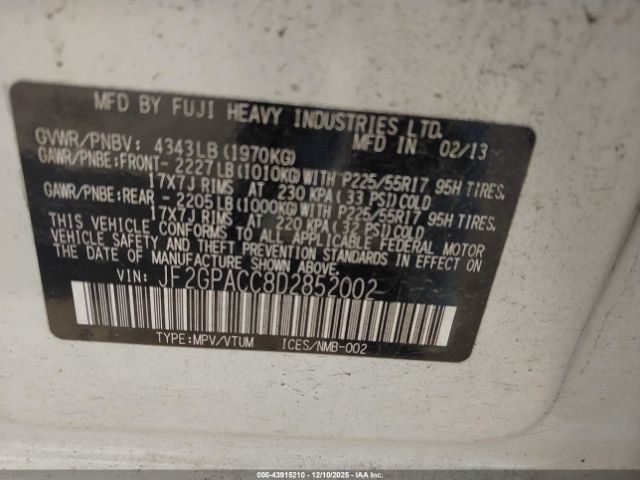 MFD BY FUJI HEAVY INDUSTRIES LTD.
GVWR/PNBV: 4343LB (1970KG) MFD IN 02/13
GAWR/PNBE:FRONT- 2227LB (1010KG) WITH P225/55R17 95H TIRES,
17X7J RIMS AT 230 KPA (33 PSI) COLD
GAWR/PNBE:REAR - 2205LB (1000KG) WITH P225/55R17 95H TIRES,
17X7J RIMS AT 220 KPA (32 PSI) COLD
THIS VEHICLE CONFORMS TO ALL APPLICABLE FEDERAL MOTOR
VEHICLE SAFETY AND THEFT PREVENTION STANDARDS IN EFFECT ON
THE DATE OF MANUFACTURE SHOWN ABOVE.
VIN: JF2GPACC8D2852002
TYPE:MPV/VTUM ICES/NMB-002
000-43915210 - 12/10/2025 - COPYRIGHT IAA, LLC